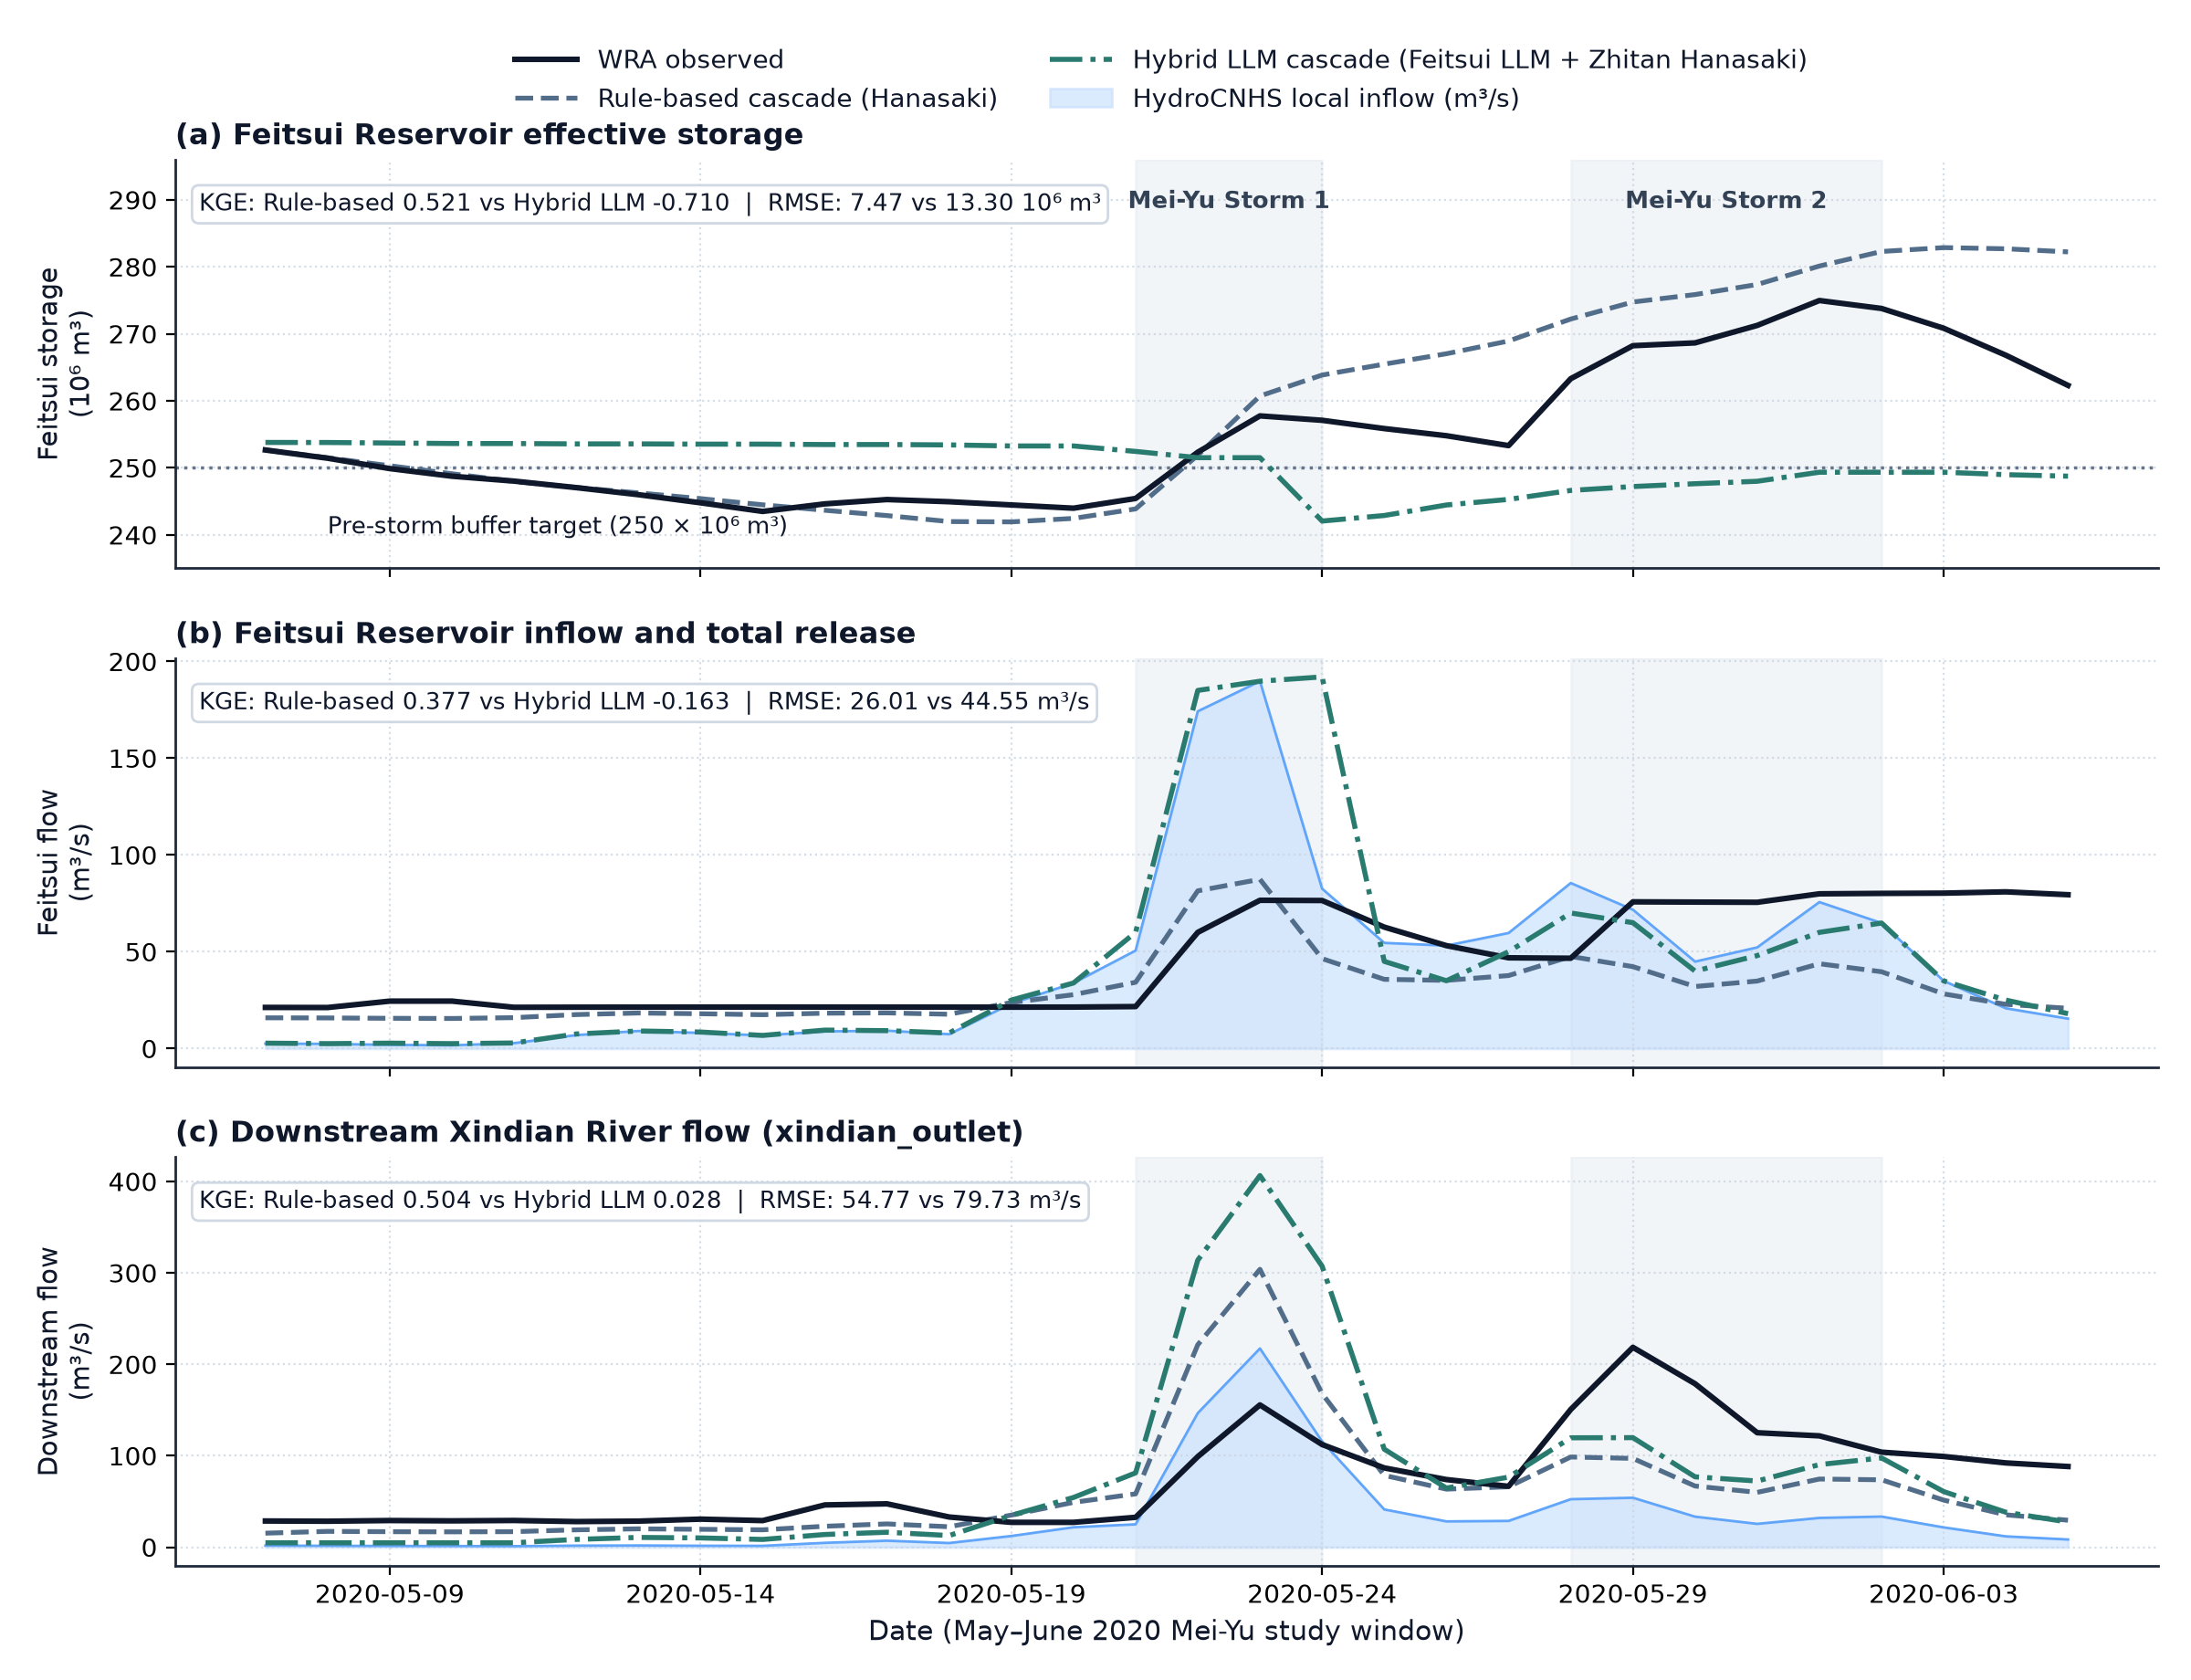 WRA observed
Rule-based cascade (Hanasaki)
Hybrid LLM cascade (Feitsui LLM + Zhitan Hanasaki)
HydroCNHS local inflow (m³/s)
(a) Feitsui Reservoir effective storage
KGE: Rule-based 0.521 vs Hybrid LLM -0.710 | RMSE: 7.47 vs 13.30 10⁶ m³
Mei-Yu Storm 1
Mei-Yu Storm 2
290
280
270
260
250
240
Feitsui storage
(10⁶ m³)
Pre-storm buffer target (250 × 10⁶ m³)
(b) Feitsui Reservoir inflow and total release
KGE: Rule-based 0.377 vs Hybrid LLM -0.163 | RMSE: 26.01 vs 44.55 m³/s
200
150
100
50
0
Feitsui flow
(m³/s)
(c) Downstream Xindian River flow (xindian_outlet)
KGE: Rule-based 0.504 vs Hybrid LLM 0.028 | RMSE: 54.77 vs 79.73 m³/s
400
300
200
100
0
Downstream flow
(m³/s)
2020-05-09
2020-05-14
2020-05-19
2020-05-24
2020-05-29
2020-06-03
Date (May–June 2020 Mei-Yu study window)